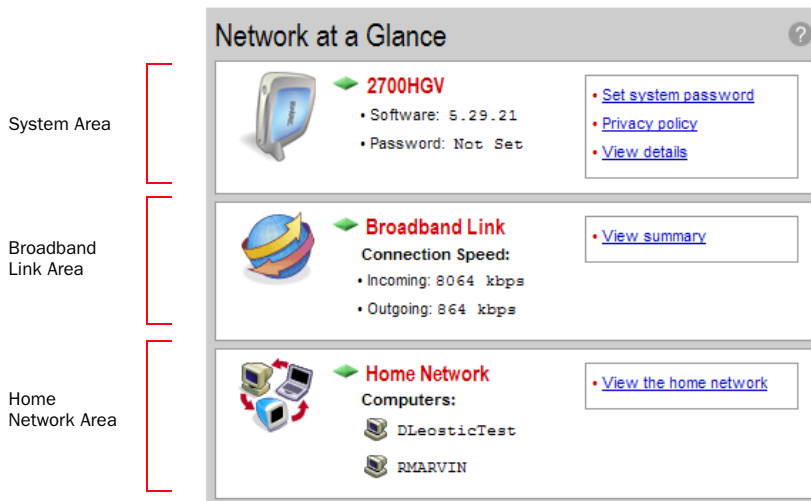 Network at a Glance
?
System Area
2700HGV
• Software: 5.29.21
• Password: Not Set
• Set system password
• Privacy policy
• View details
Broadband
Link Area
Broadband Link
Connection Speed:
• Incoming: 8064 kbps
• Outgoing: 864 kbps
• View summary
Home
Network Area
Home Network
Computers:
DLeosticTest
RMARVIN
• View the home network